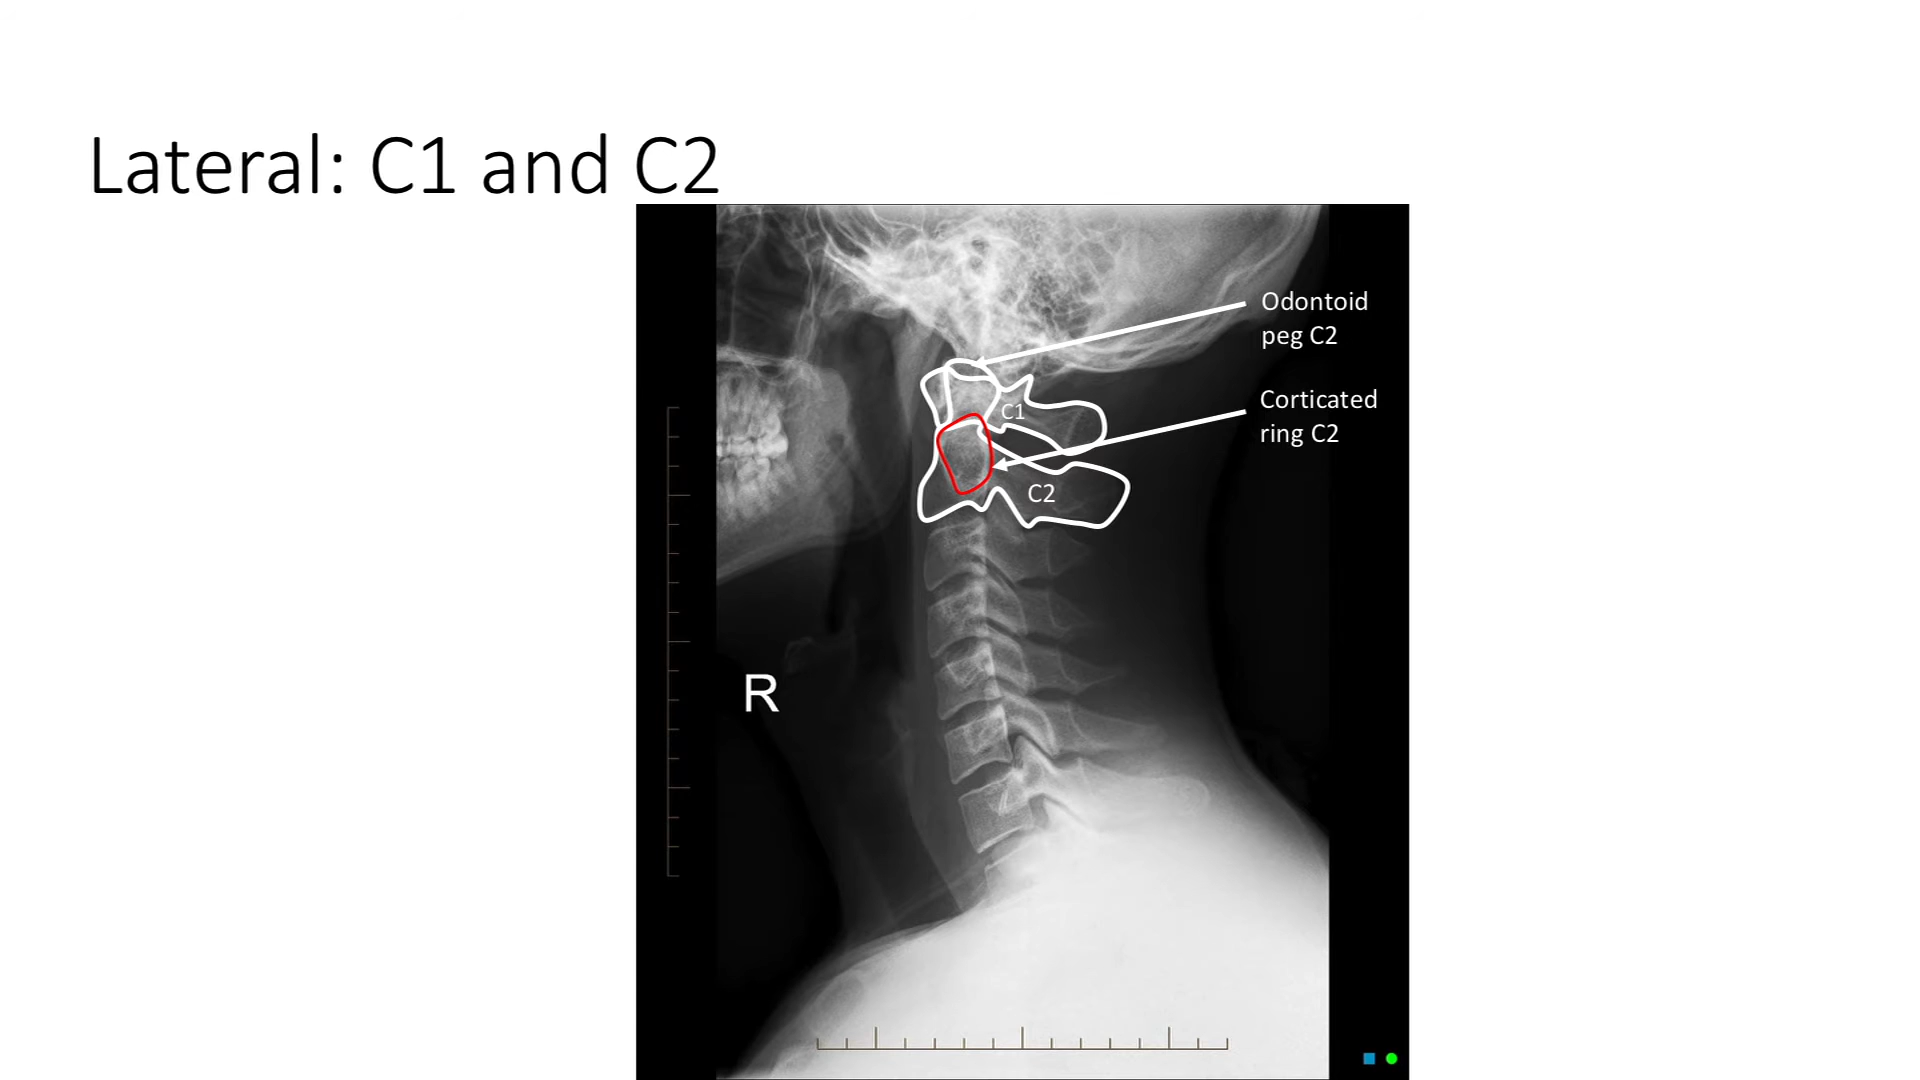 Lateral: C1 and C2
Odontoid
peg C2
Corticated
ring C2
C1
C2
R